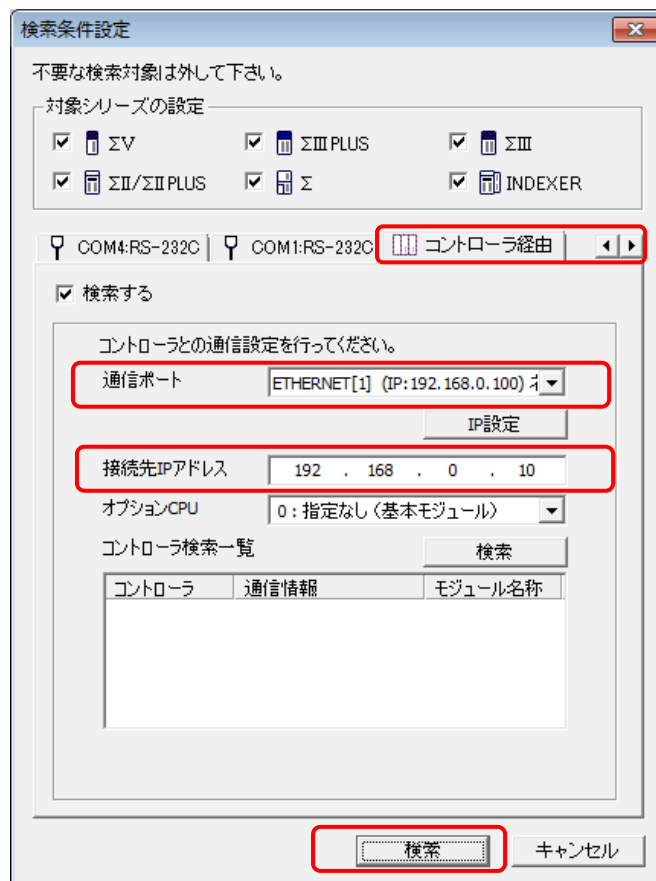 検索条件設定
不要な検索対象は外して下さい。
対象シリーズの設定
ΣV ΣIII PLUS ΣIII
ΣII/ΣII PLUS Σ INDEXER
COM4:RS-232C COM1:RS-232C コントローラ経由
検索する
コントローラとの通信設定を行ってください。
通信ポート ETHERNET[1] (IP:192.168.0.100)
IP設定
接続先IPアドレス 192 . 168 . 0 . 10
オプションCPU 0:指定なし(基本モジュール)
コントローラ検索一覧 検索
コントローラ 通信情報 モジュール名称
検索 キャンセル